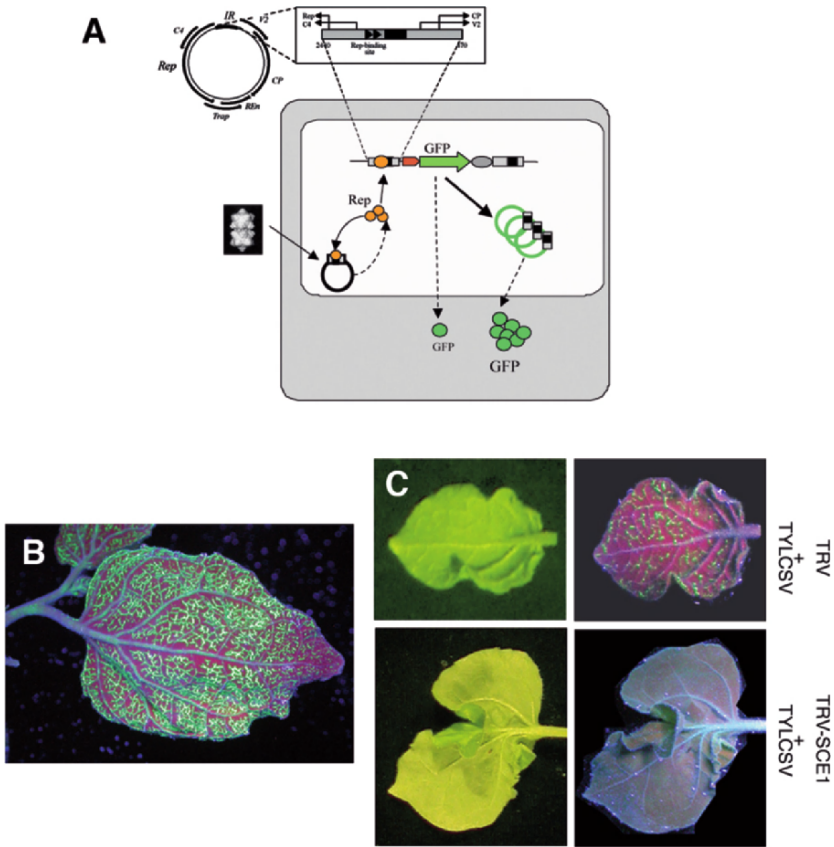 A
C4
IR
V2
Rep
CP
REn
Trap
Rep
C4
CP
V2
Rep-binding
site
170
GFP
Rep
GFP
GFP
B
C
TRV
+
TYLCSV
TRV-SCE1
+
TYLCSV